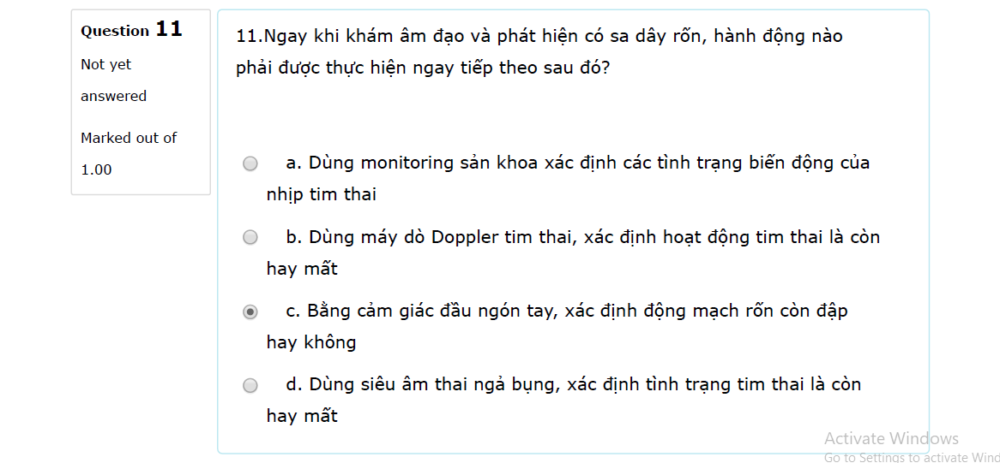 Question 11
Not yet
answered
Marked out of
1.00
11.Ngay khi khám âm đạo và phát hiện có sa dây rốn, hành động nào
phải được thực hiện ngay tiếp theo sau đó?
a. Dùng monitoring sản khoa xác định các tình trạng biến động của
nhịp tim thai
b. Dùng máy dò Doppler tim thai, xác định hoạt động tim thai là còn
hay mất
c. Bằng cảm giác đầu ngón tay, xác định động mạch rốn còn đập
hay không
d. Dùng siêu âm thai ngả bụng, xác định tình trạng tim thai là còn
hay mất
Activate Windows
Go to Settings to activate Wind